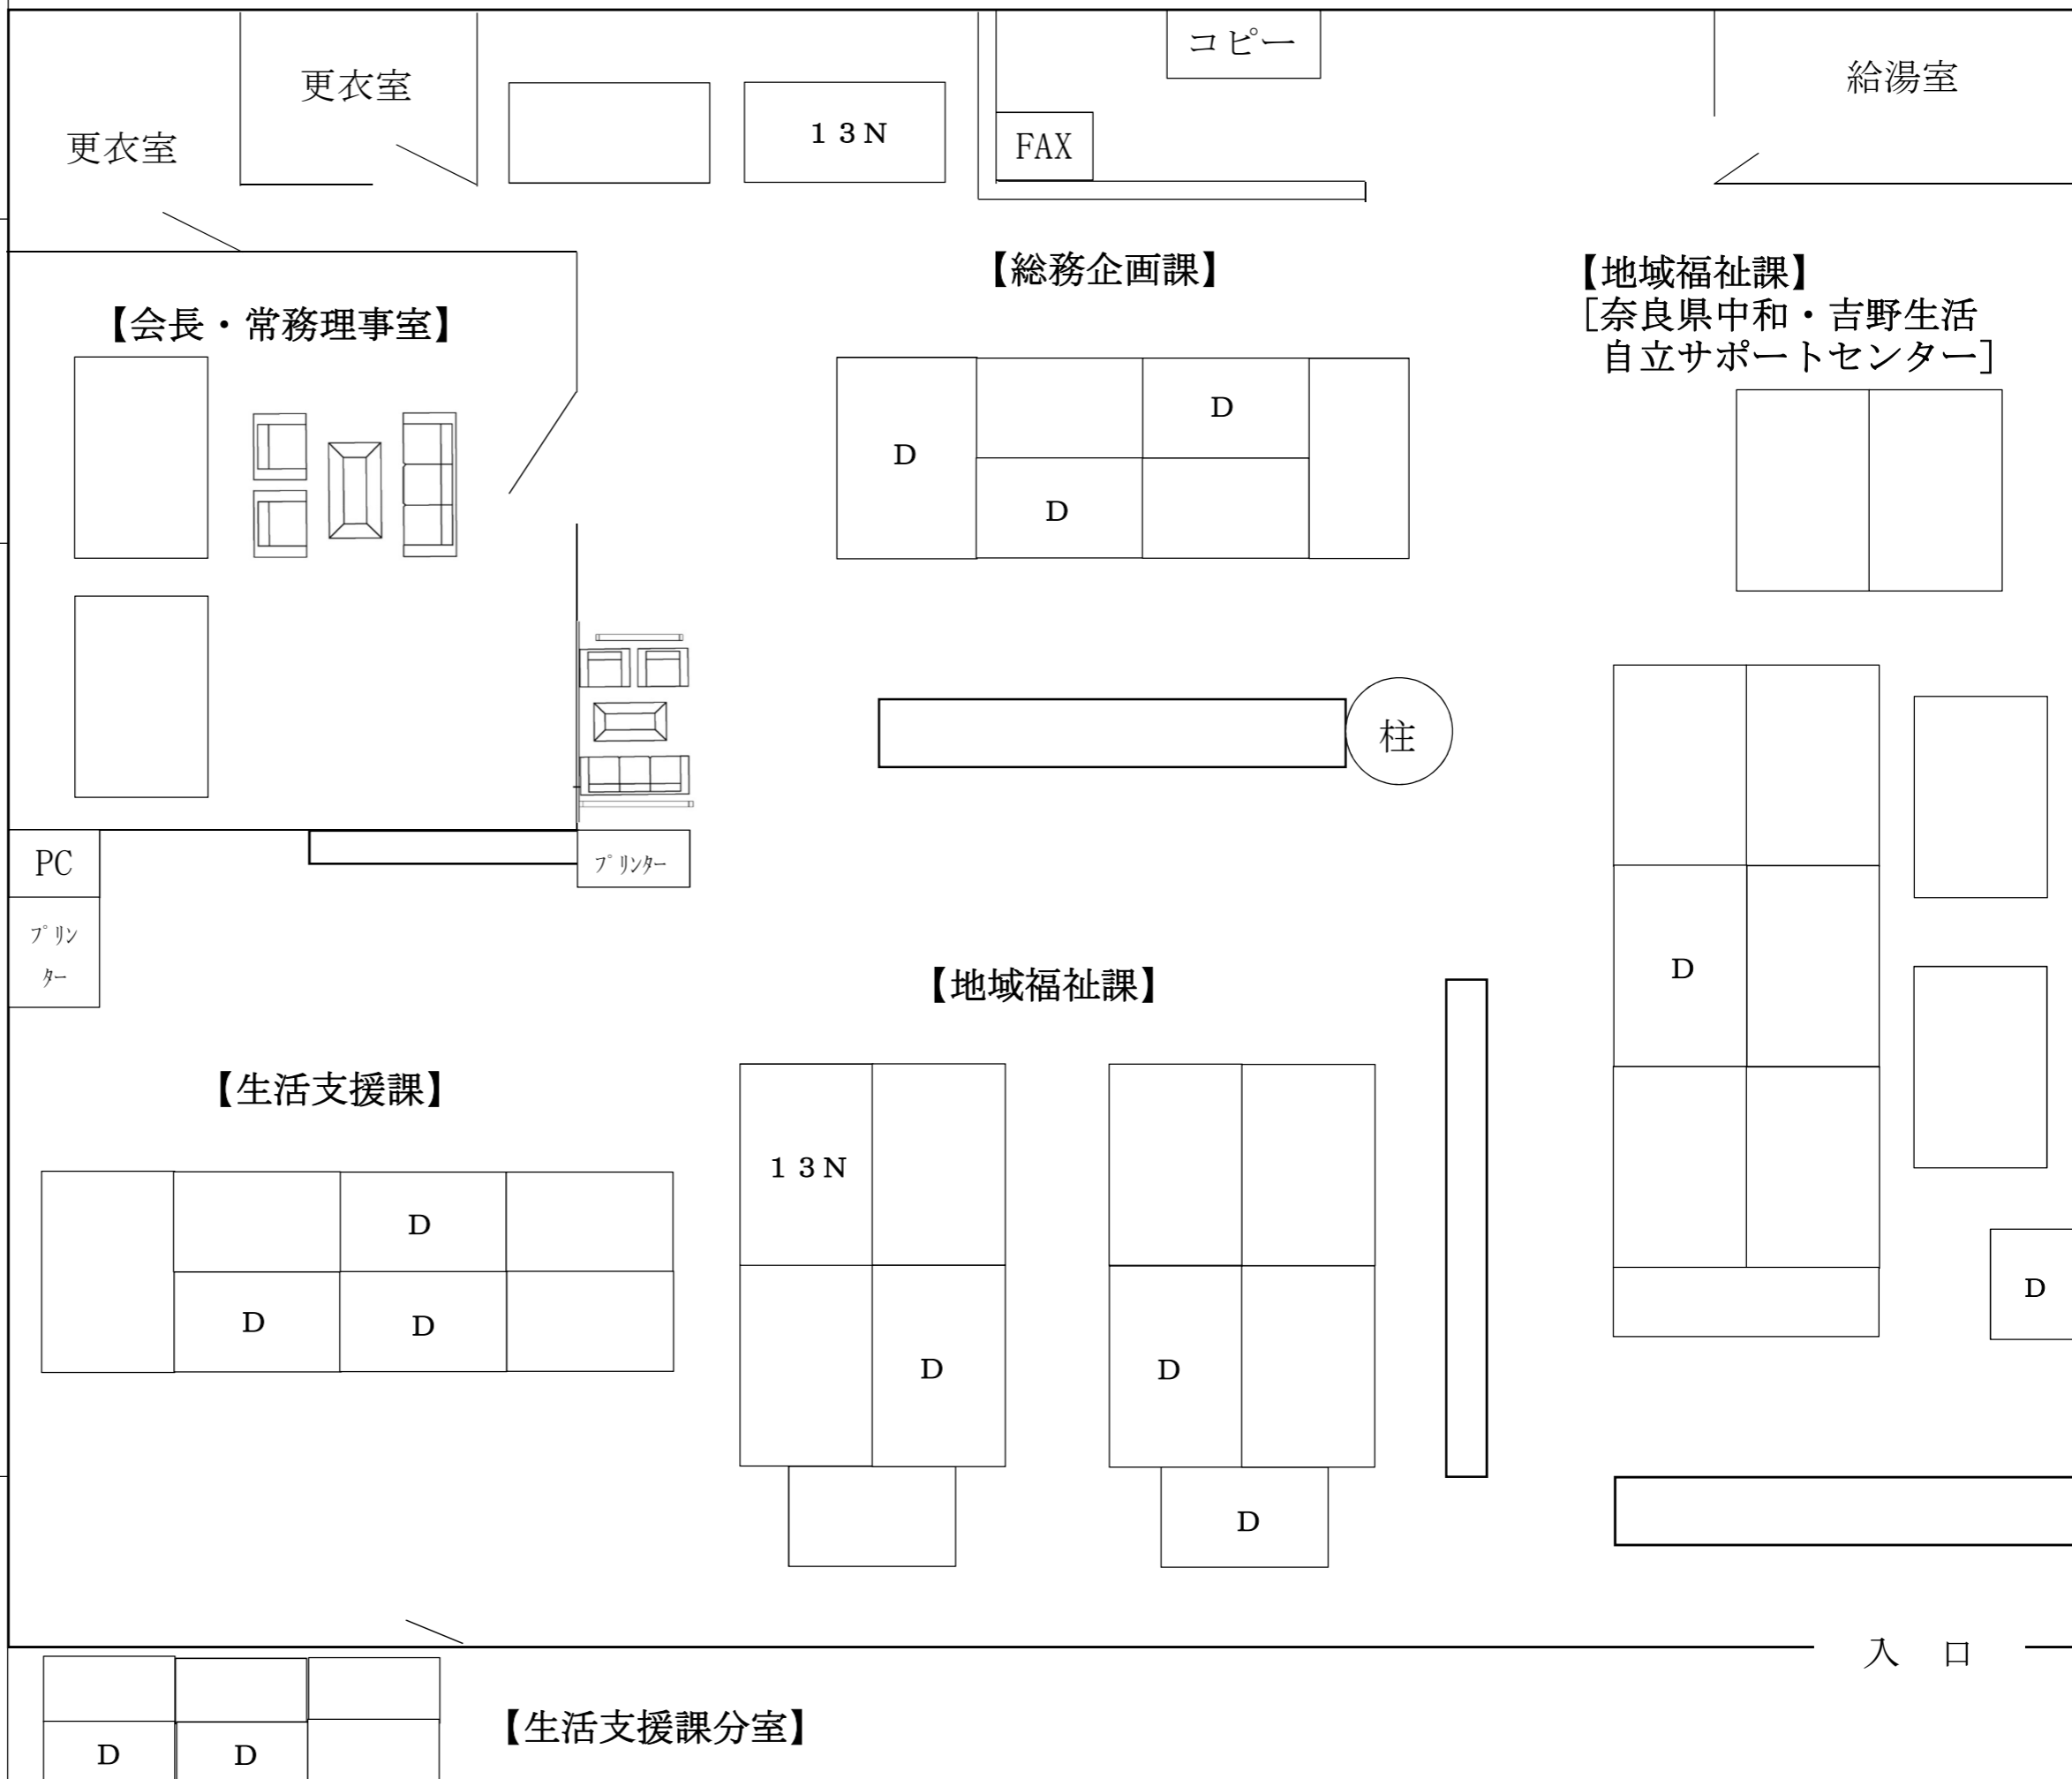 コピー
更衣室
給湯室
更衣室
１３Ｎ
FAX
【総務企画課】
【地域福祉課】
［奈良県中和・吉野生活
自立サポートセンター］
【会長・常務理事室】
D
D
D
柱
PC
ﾌﾟﾘﾝﾀｰ
ﾌﾟﾘﾝ
ﾀｰ
D
【地域福祉課】
【生活支援課】
１３Ｎ
D
D
D
D
D
D
D
D
入　口
【生活支援課分室】
D
D